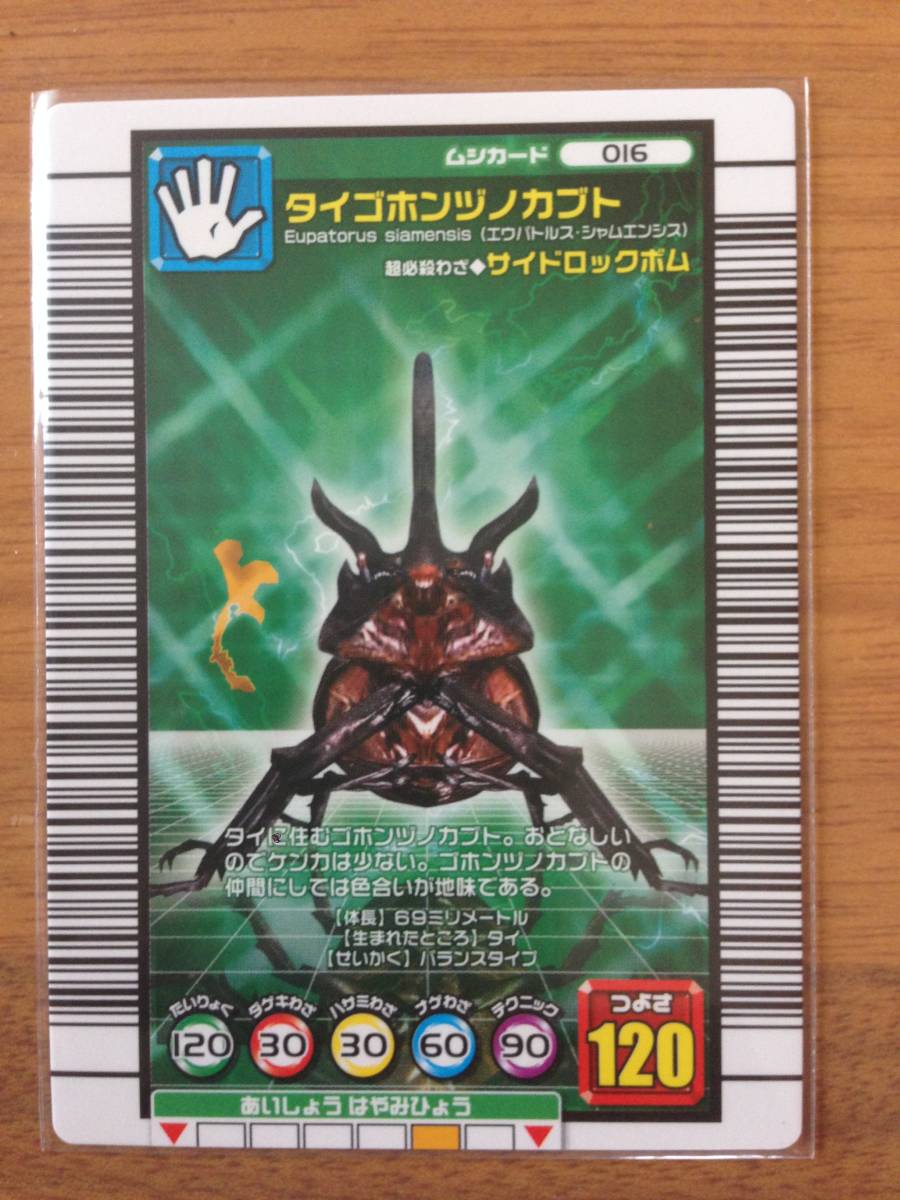 ムシカード 016
タイゴホンヅノカブト
Eupatorus siamensis (エウパトルス・シャムエンシス)
超必殺わざ◆サイドロックボム
タイに住むゴホンヅノカブト。おとなしい
のでケンカは少ない。ゴホンヅノカブトの
仲間にしては色合いが地味である。
【体長】69ミリメートル
【生まれたところ】タイ
【せいかく】バランスタイプ
たいりょく ダゲキわざ ハサミわざ ナゲわざ テクニック つよさ
120 30 30 60 90 120
あいしょう はやみひょう